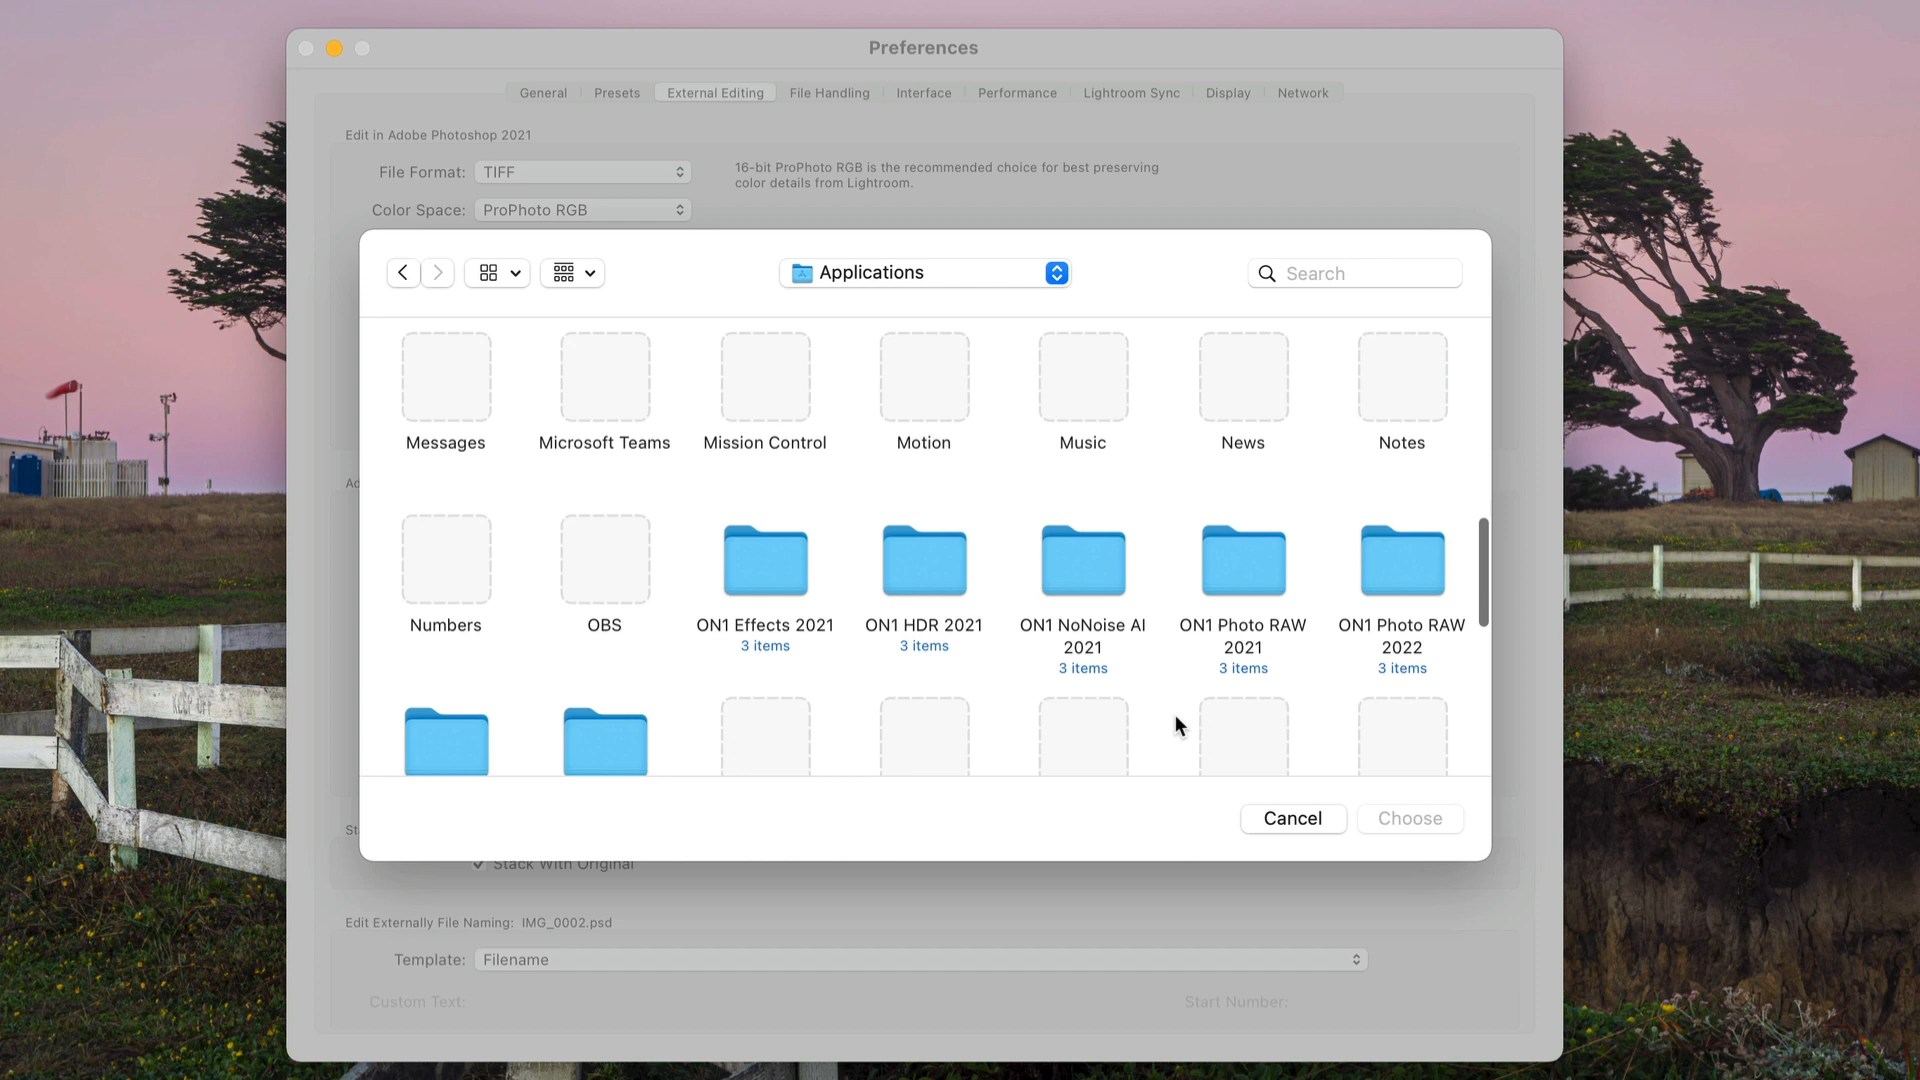 Preferences
General Presets External Editing File Handling Interface Performance Lightroom Sync Display Network
Edit in Adobe Photoshop 2021
File Format: TIFF
16-bit ProPhoto RGB is the recommended choice for best preserving
color details from Lightroom.
Color Space: ProPhoto RGB
Applications
Search
Messages Microsoft Teams Mission Control Motion Music News Notes
Numbers OBS ON1 Effects 2021 ON1 HDR 2021 ON1 NoNoise AI ON1 Photo RAW ON1 Photo RAW
3 items 3 items 2021 2021 2022
3 items 3 items 3 items
KEEP OFF
Cancel Choose
Stack With Original
Edit Externally File Naming: IMG_0002.psd
Template: Filename
Custom Text: Start Number: